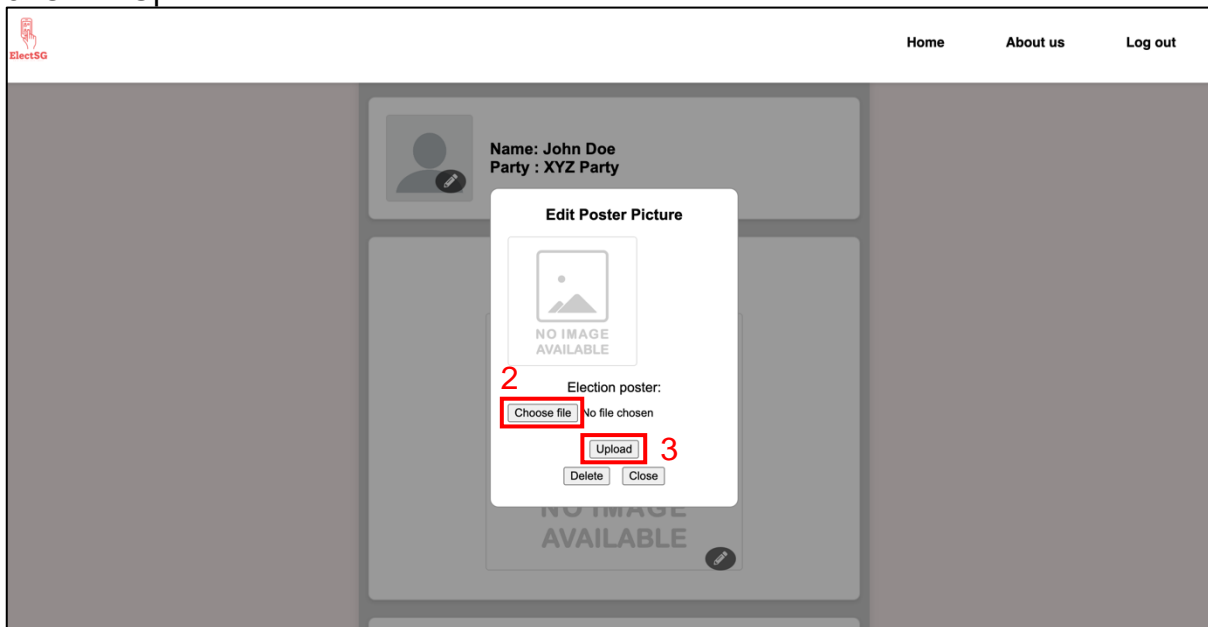 ElectSG
Home About us Log out
Name: John Doe
Party : XYZ Party
Edit Poster Picture
NO IMAGE
AVAILABLE
2
Election poster:
Choose file No file chosen
Upload 3
Delete Close
NO IMAGE
AVAILABLE